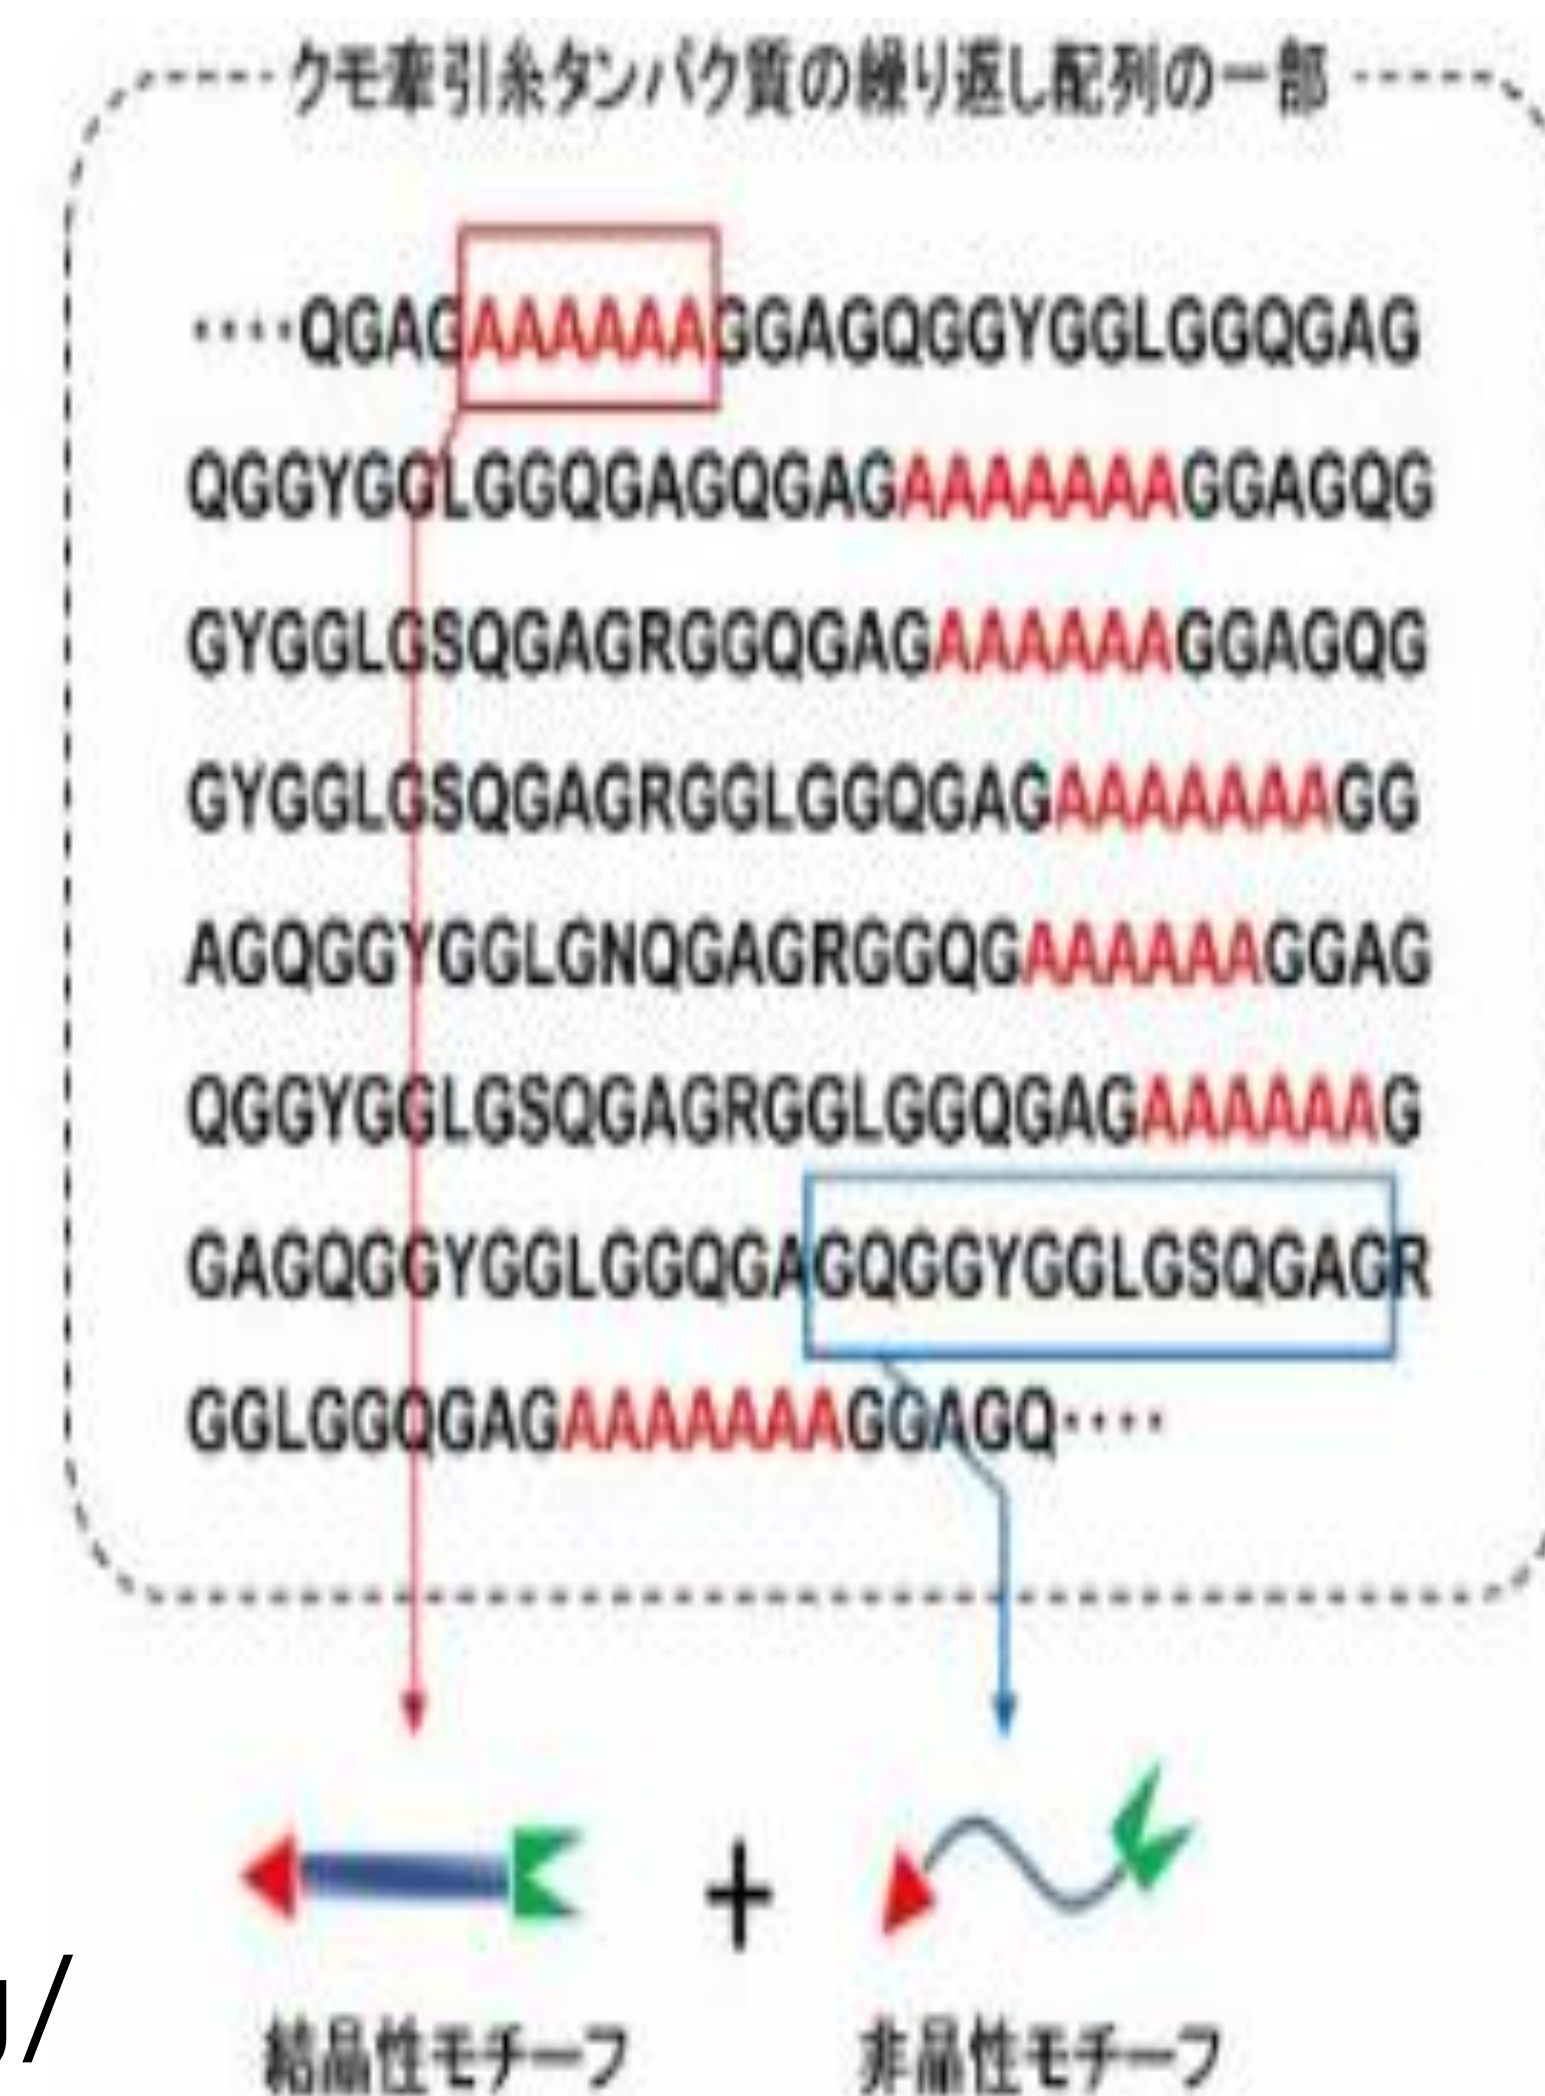 クモ牽引糸タンパク質の繰り返し配列の一部
････QGAGAAAAAAGGAGQGGYGGLGGQGAG
QGGYGGLGGQGAGQGAGAAAAAAAGGAGQG
GYGGLGSQGAGRGGQGAGAAAAAAGGAGQG
GYGGLGSQGAGRGGLGGQGAGAAAAAAAGG
AGQGGYGGLGNQGAGRGGQGAAAAAAGGAG
QGGYGGLGSQGAGRGGLGGQGAGAAAAAAG
GAGQGGYGGLGGQGAGQGGYGGLGSQGAGR
GGLGGQGAGAAAAAAAGGAGQ････
+
結晶性モチーフ
非晶性モチーフ